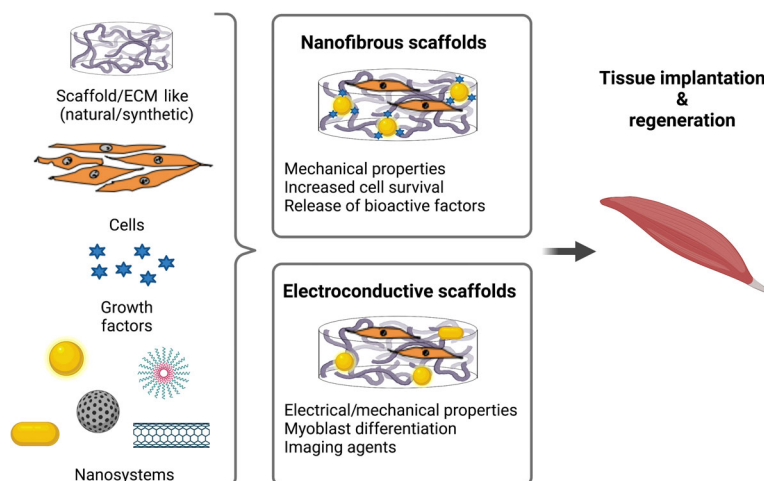 Scaffold/ECM like
(natural/synthetic)
Cells
Growth
factors
Nanosystems
Nanofibrous scaffolds
Mechanical properties
Increased cell survival
Release of bioactive factors
Electroconductive scaffolds
Electrical/mechanical properties
Myoblast differentiation
Imaging agents
Tissue implantation
&
regeneration